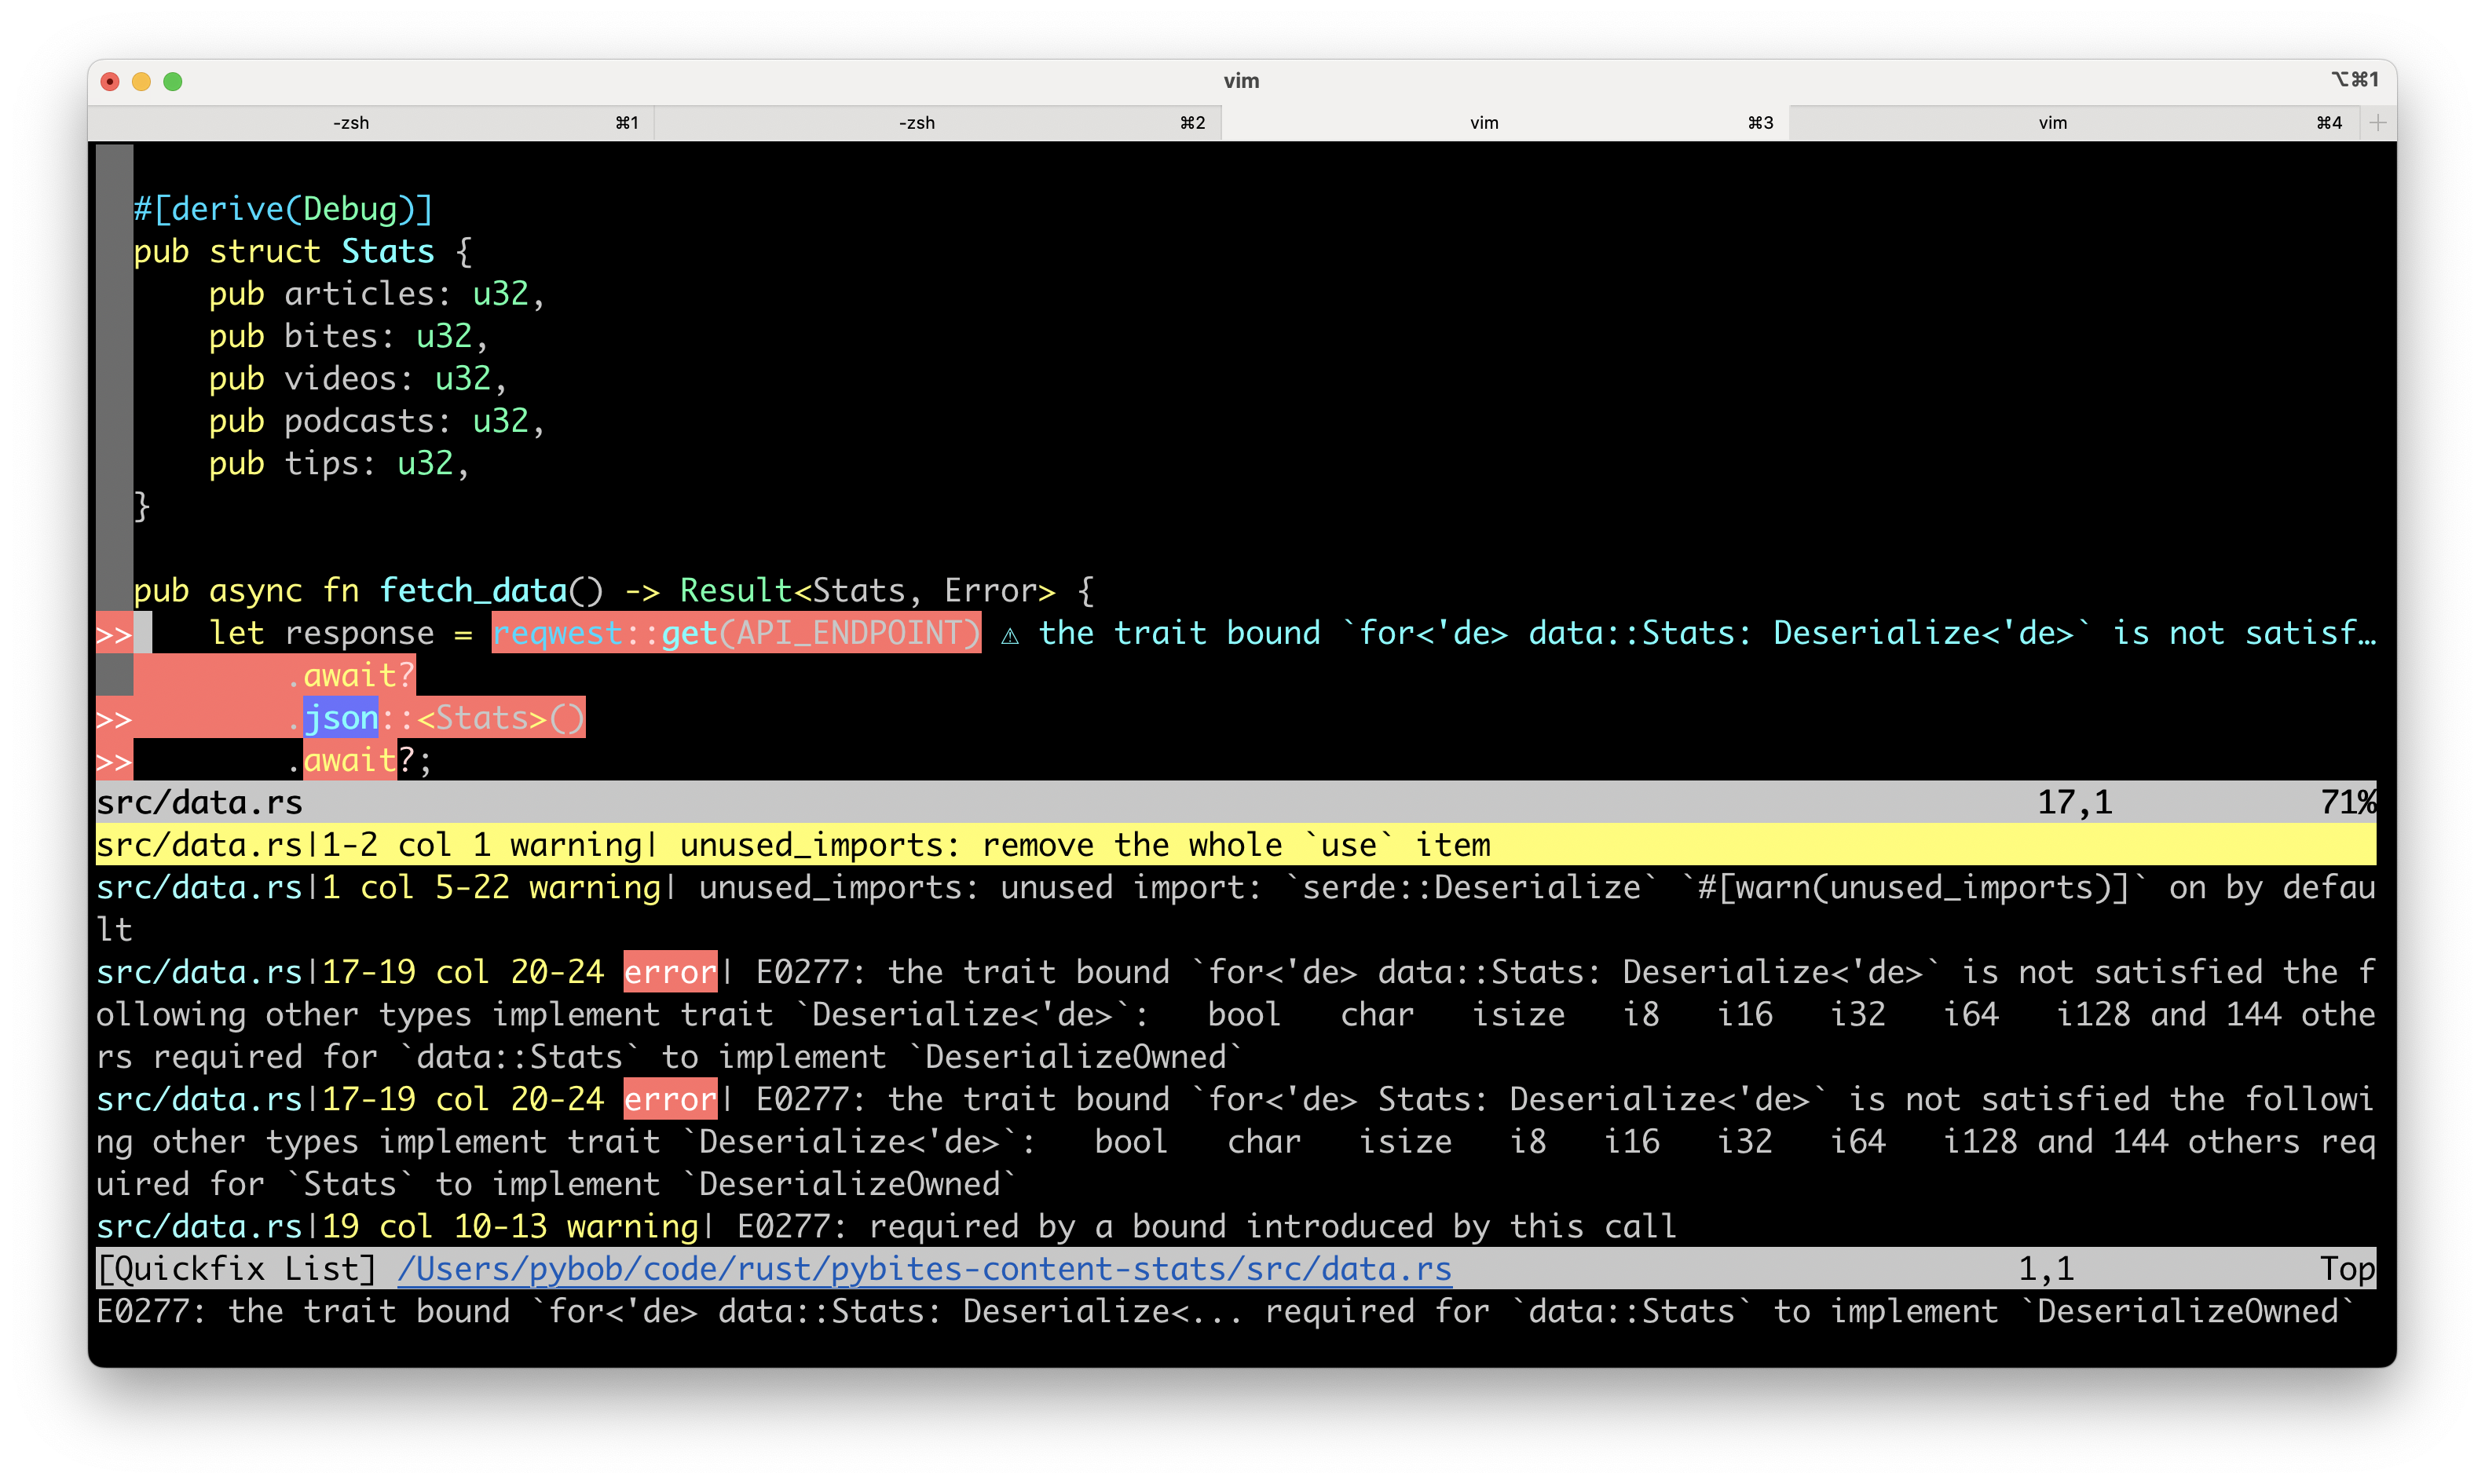 vim ⌥⌘1
-zsh ⌘1 -zsh ⌘2 vim ⌘3 vim ⌘4 +
#[derive(Debug)]
pub struct Stats {
    pub articles: u32,
    pub bites: u32,
    pub videos: u32,
    pub podcasts: u32,
    pub tips: u32,
}
pub async fn fetch_data() -> Result<Stats, Error> {
>>    let response = reqwest::get(API_ENDPOINT) ⚠ the trait bound `for<'de> data::Stats: Deserialize<'de>` is not satisf…
        .await?
>>        .json::<Stats>()
>>        .await?;
src/data.rs 17,1 71%
src/data.rs|1-2 col 1 warning| unused_imports: remove the whole `use` item
src/data.rs|1 col 5-22 warning| unused_imports: unused import: `serde::Deserialize` `#[warn(unused_imports)]` on by defau
lt
src/data.rs|17-19 col 20-24 error| E0277: the trait bound `for<'de> data::Stats: Deserialize<'de>` is not satisfied the f
ollowing other types implement trait `Deserialize<'de>`:   bool   char   isize   i8   i16   i32   i64   i128 and 144 othe
rs required for `data::Stats` to implement `DeserializeOwned`
src/data.rs|17-19 col 20-24 error| E0277: the trait bound `for<'de> Stats: Deserialize<'de>` is not satisfied the followi
ng other types implement trait `Deserialize<'de>`:   bool   char   isize   i8   i16   i32   i64   i128 and 144 others req
uired for `Stats` to implement `DeserializeOwned`
src/data.rs|19 col 10-13 warning| E0277: required by a bound introduced by this call
[Quickfix List] /Users/pybob/code/rust/pybites-content-stats/src/data.rs 1,1 Top
E0277: the trait bound `for<'de> data::Stats: Deserialize<... required for `data::Stats` to implement `DeserializeOwned`